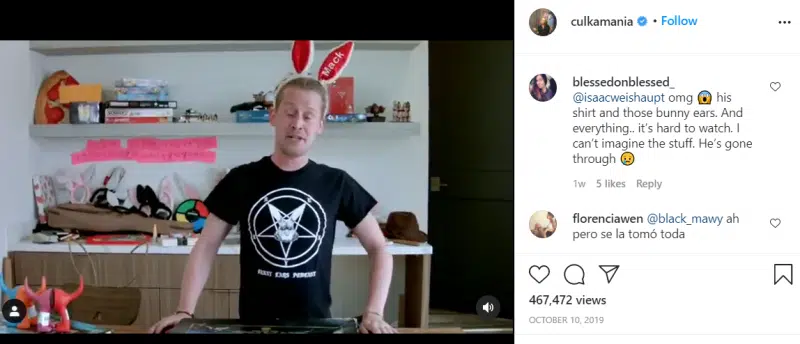 culkamania • Follow
blessedonblessed_
@isaacweishaupt omg 😱 his
shirt and those bunny ears. And
everything.. it's hard to watch. I
can't imagine the stuff. He's gone
through 😢
1w 5 likes Reply
florenciawen @black_mawy ah
pero se la tomó toda
467,472 views
OCTOBER 10, 2019
Mack
BUNNY EARS PODCAST